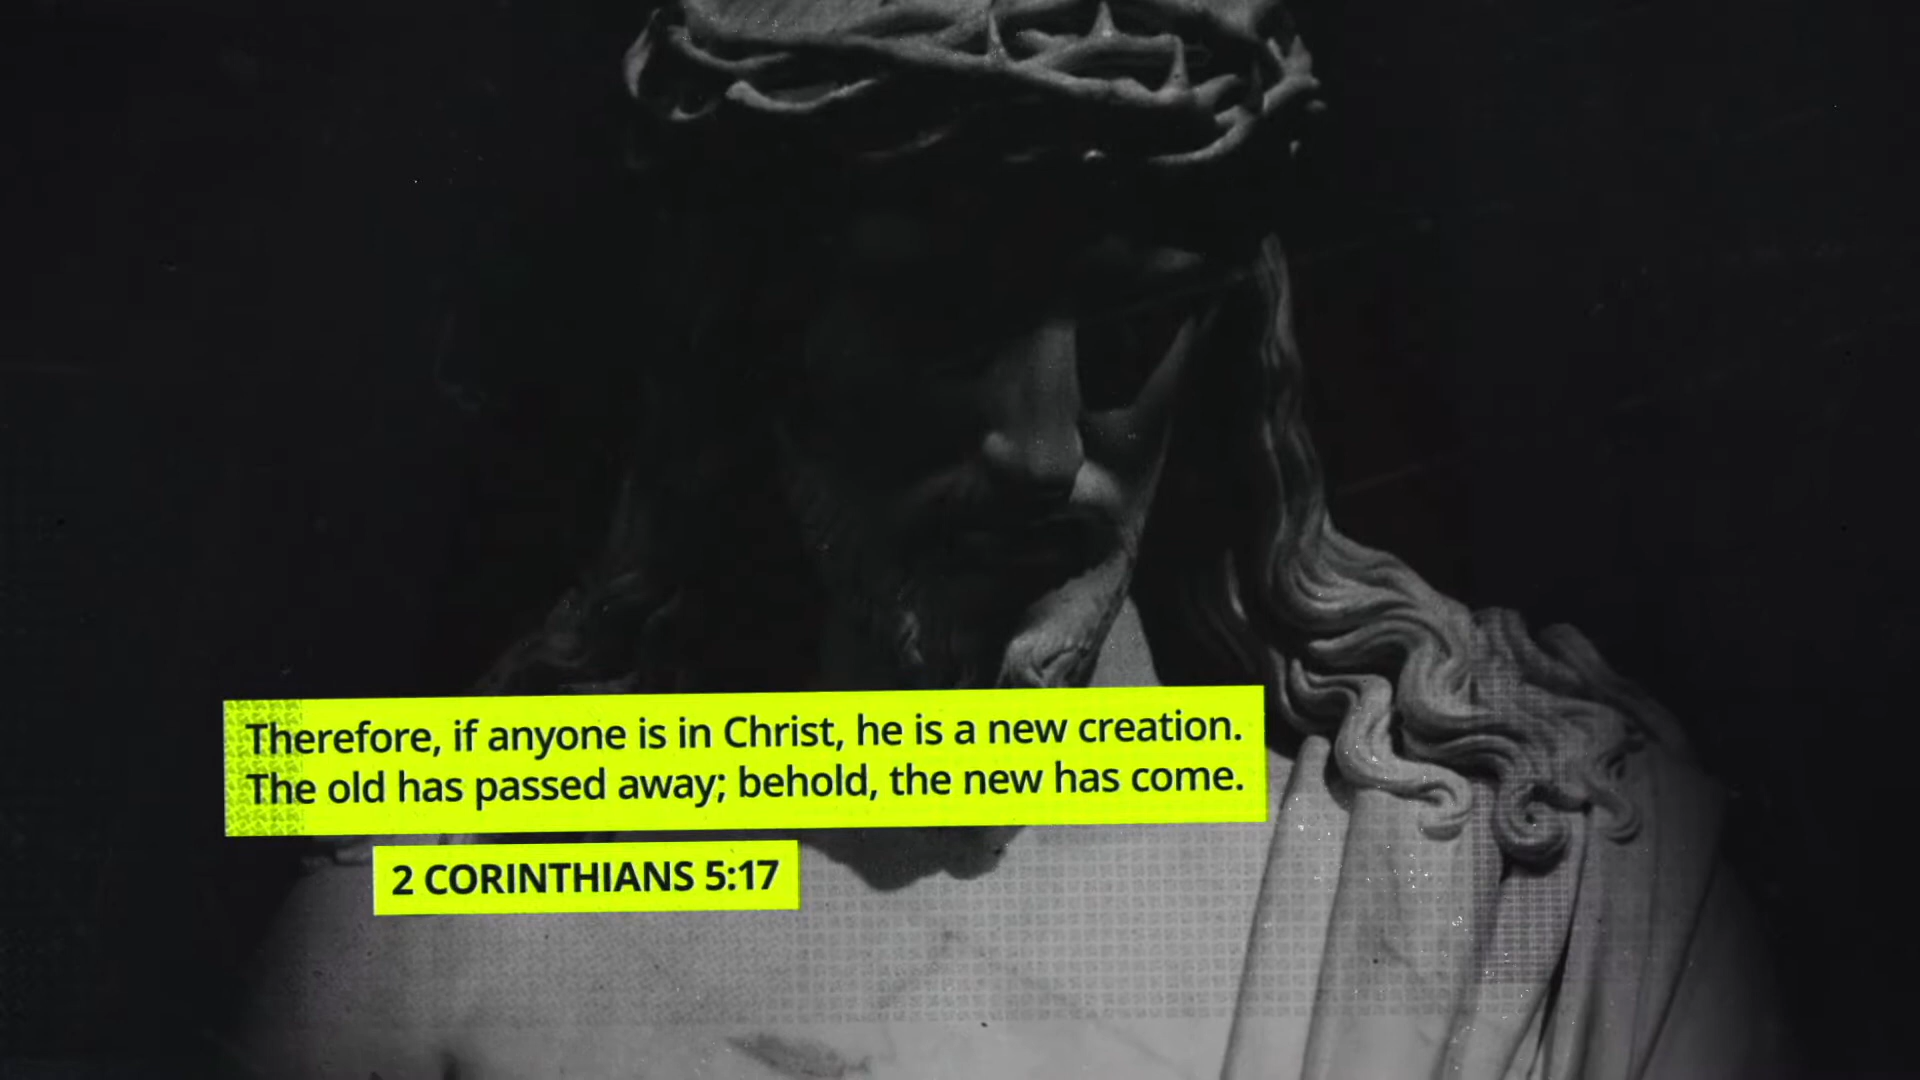 Therefore, if anyone is in Christ, he is a new creation.
The old has passed away; behold, the new has come.
2 CORINTHIANS 5:17